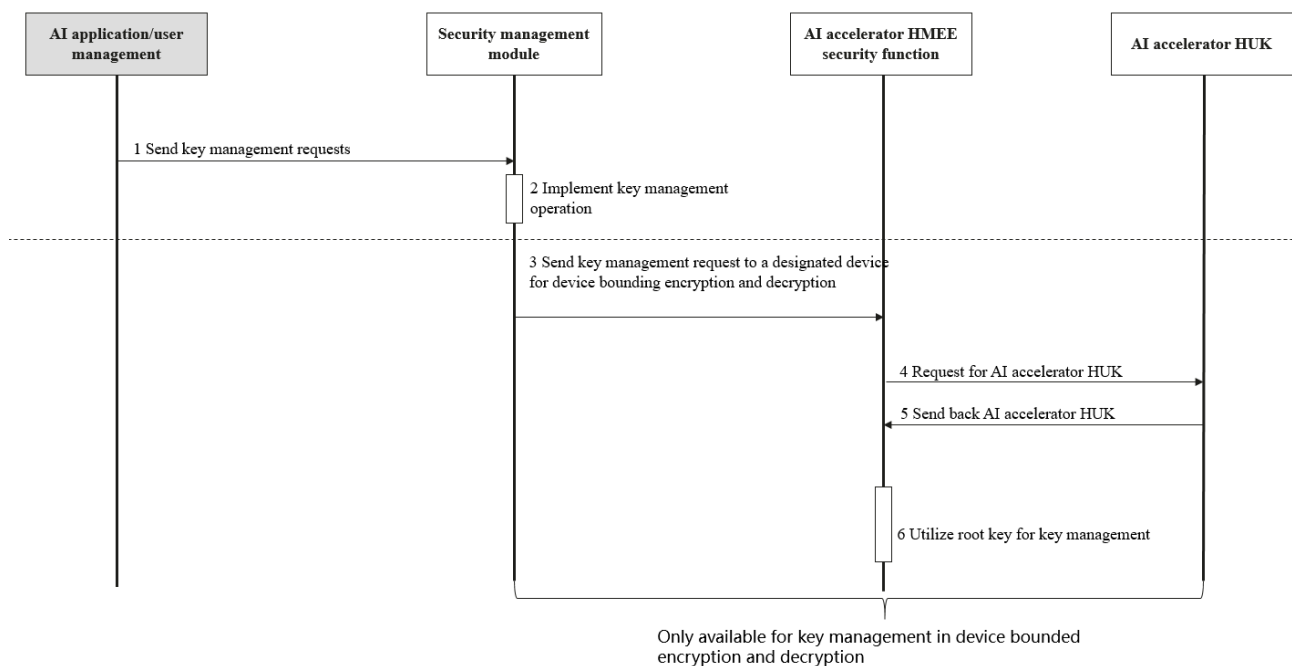 AI application/user
management
Security management
module
AI accelerator HMEE
security function
AI accelerator HUK
1 Send key management requests
2 Implement key management
operation
3 Send key management request to a designated device
for device bounding encryption and decryption
4 Request for AI accelerator HUK
5 Send back AI accelerator HUK
6 Utilize root key for key management
Only available for key management in device bounded
encryption and decryption